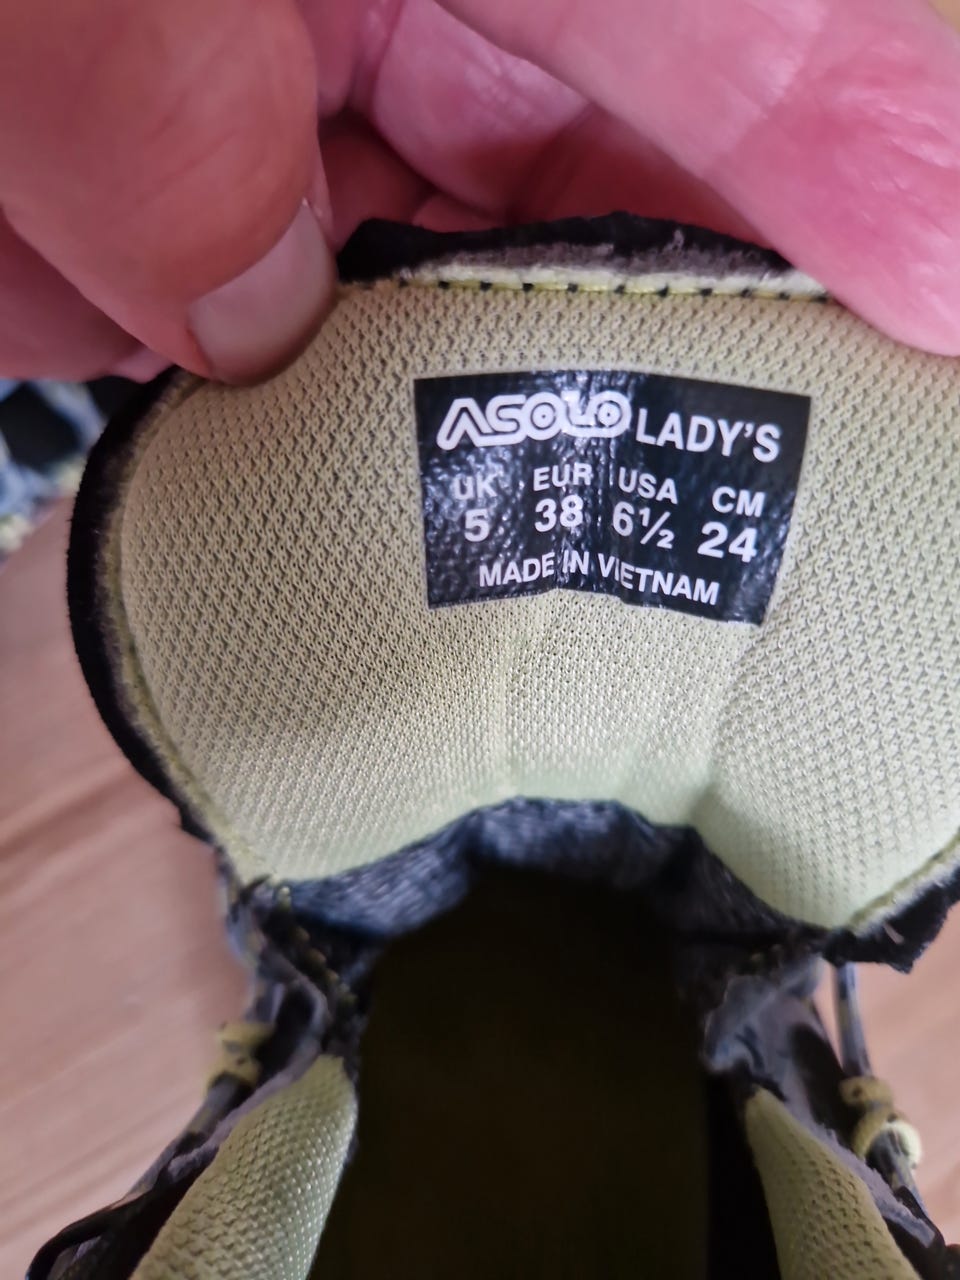 ASOLO LADY'S
UK EUR USA CM
5 38 6½ 24
MADE IN VIETNAM